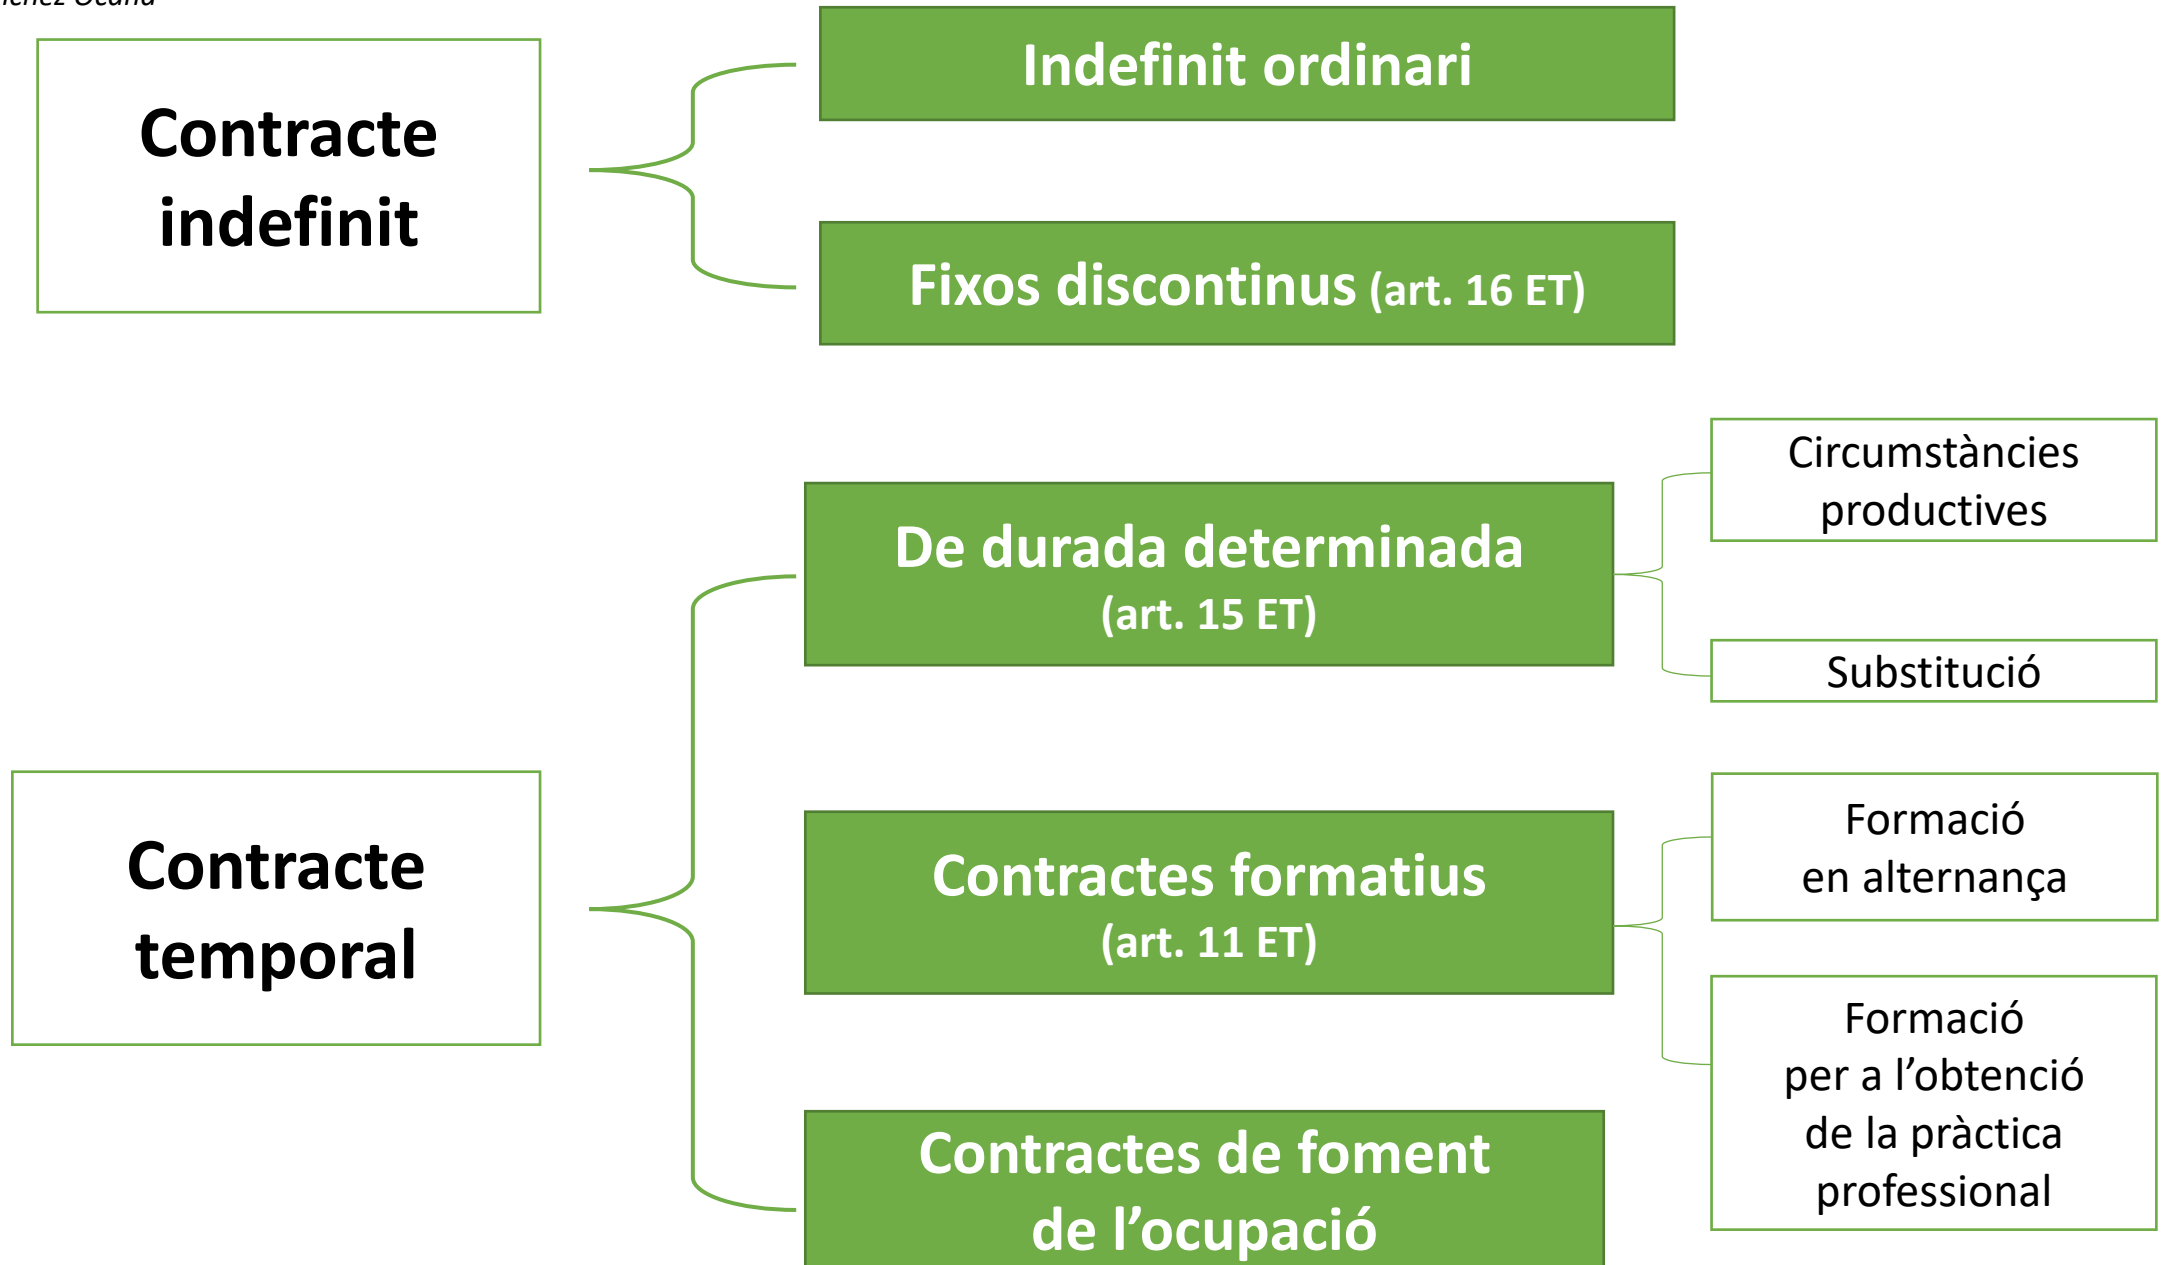 Contracte
indefinit
Indefinit ordinari
Fixos discontinus (art. 16 ET)
Contracte
temporal
De durada determinada
(art. 15 ET)
Circumstàncies
productives
Substitució
Contractes formatius
(art. 11 ET)
Formació
en alternança
Formació
per a l’obtenció
de la pràctica
professional
Contractes de foment
de l’ocupació